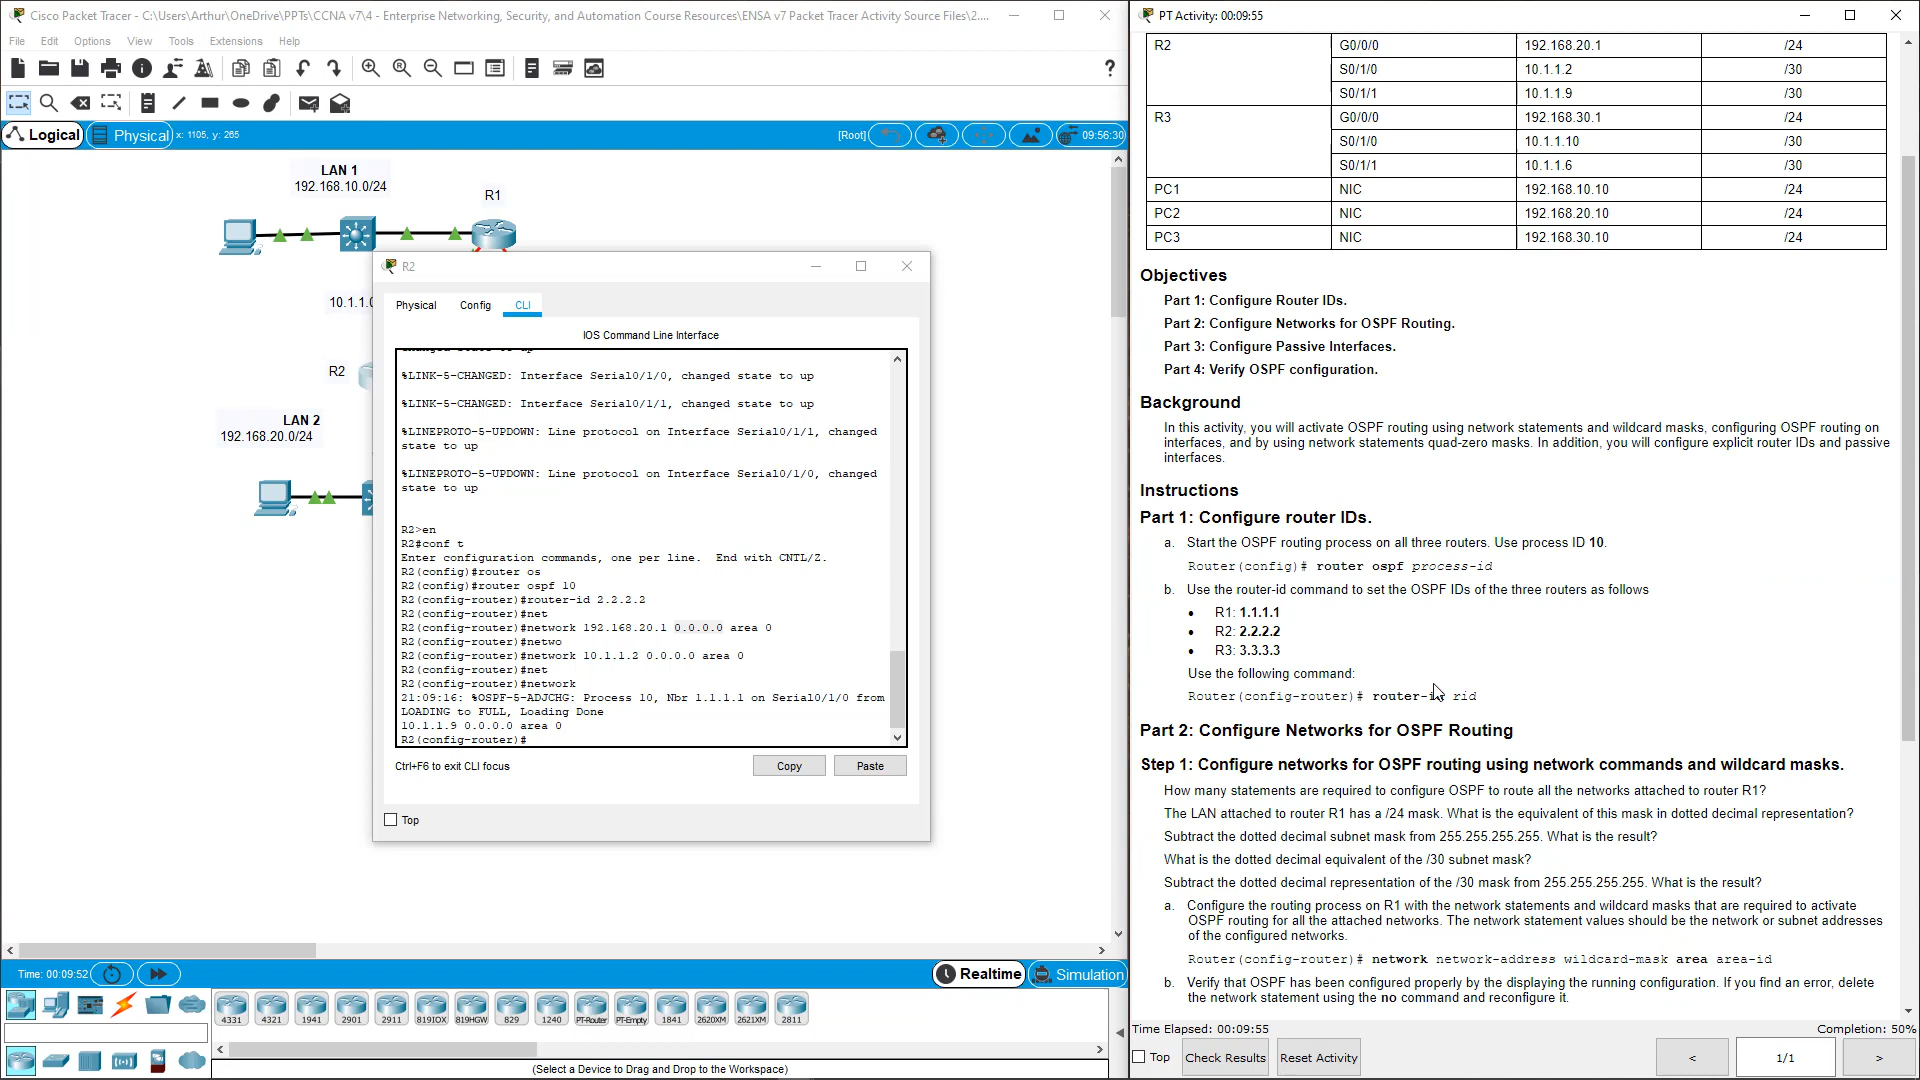 Cisco Packet Tracer - C:\Users\Arthur\OneDrive\PPTs\CCNA v7\4 - Enterprise Networking, Security, and Automation Course Resources\ENSA v7 Packet Tracer Activity Source Files\2....
File Edit Options View Tools Extensions Help
Logical Physical x: 1105, y: 265 [Root] 09:56:30
LAN 1
192.168.10.0/24
R1
10.1.1.0
R2
LAN 2
192.168.20.0/24
R2
Physical Config CLI
IOS Command Line Interface
changed state to up
%LINK-5-CHANGED: Interface Serial0/1/0, changed state to up
%LINK-5-CHANGED: Interface Serial0/1/1, changed state to up
%LINEPROTO-5-UPDOWN: Line protocol on Interface Serial0/1/1, changed
state to up
%LINEPROTO-5-UPDOWN: Line protocol on Interface Serial0/1/0, changed
state to up
R2>en
R2#conf t
Enter configuration commands, one per line.  End with CNTL/Z.
R2(config)#router os
R2(config)#router ospf 10
R2(config-router)#router-id 2.2.2.2
R2(config-router)#net
R2(config-router)#network 192.168.20.1 0.0.0.0 area 0
R2(config-router)#netwo
R2(config-router)#network 10.1.1.2 0.0.0.0 area 0
R2(config-router)#net
R2(config-router)#network
21:09:16: %OSPF-5-ADJCHG: Process 10, Nbr 1.1.1.1 on Serial0/1/0 from
LOADING to FULL, Loading Done
10.1.1.9 0.0.0.0 area 0
R2(config-router)#
Ctrl+F6 to exit CLI focus Copy Paste
Top
Time: 00:09:52 Realtime Simulation
4331 4321 1941 2901 2911 819IOX 819HGW 829 1240 PT-Router PT-Empty 1841 2620XM 2621XM 2811
(Select a Device to Drag and Drop to the Workspace)
PT Activity: 00:09:55
R2 G0/0/0 192.168.20.1 /24
S0/1/0 10.1.1.2 /30
S0/1/1 10.1.1.9 /30
R3 G0/0/0 192.168.30.1 /24
S0/1/0 10.1.1.10 /30
S0/1/1 10.1.1.6 /30
PC1 NIC 192.168.10.10 /24
PC2 NIC 192.168.20.10 /24
PC3 NIC 192.168.30.10 /24
Objectives
Part 1: Configure Router IDs.
Part 2: Configure Networks for OSPF Routing.
Part 3: Configure Passive Interfaces.
Part 4: Verify OSPF configuration.
Background
In this activity, you will activate OSPF routing using network statements and wildcard masks, configuring OSPF routing on
interfaces, and by using network statements quad-zero masks. In addition, you will configure explicit router IDs and passive
interfaces.
Instructions
Part 1: Configure router IDs.
a. Start the OSPF routing process on all three routers. Use process ID 10.
Router(config)# router ospf process-id
b. Use the router-id command to set the OSPF IDs of the three routers as follows
• R1: 1.1.1.1
• R2: 2.2.2.2
• R3: 3.3.3.3
Use the following command:
Router(config-router)# router-id rid
Part 2: Configure Networks for OSPF Routing
Step 1: Configure networks for OSPF routing using network commands and wildcard masks.
How many statements are required to configure OSPF to route all the networks attached to router R1?
The LAN attached to router R1 has a /24 mask. What is the equivalent of this mask in dotted decimal representation?
Subtract the dotted decimal subnet mask from 255.255.255.255. What is the result?
What is the dotted decimal equivalent of the /30 subnet mask?
Subtract the dotted decimal representation of the /30 mask from 255.255.255.255. What is the result?
a. Configure the routing process on R1 with the network statements and wildcard masks that are required to activate
OSPF routing for all the attached networks. The network statement values should be the network or subnet addresses
of the configured networks.
Router(config-router)# network network-address wildcard-mask area area-id
b. Verify that OSPF has been configured properly by the displaying the running configuration. If you find an error, delete
the network statement using the no command and reconfigure it.
Time Elapsed: 00:09:55 Completion: 50%
Top Check Results Reset Activity < 1/1 >